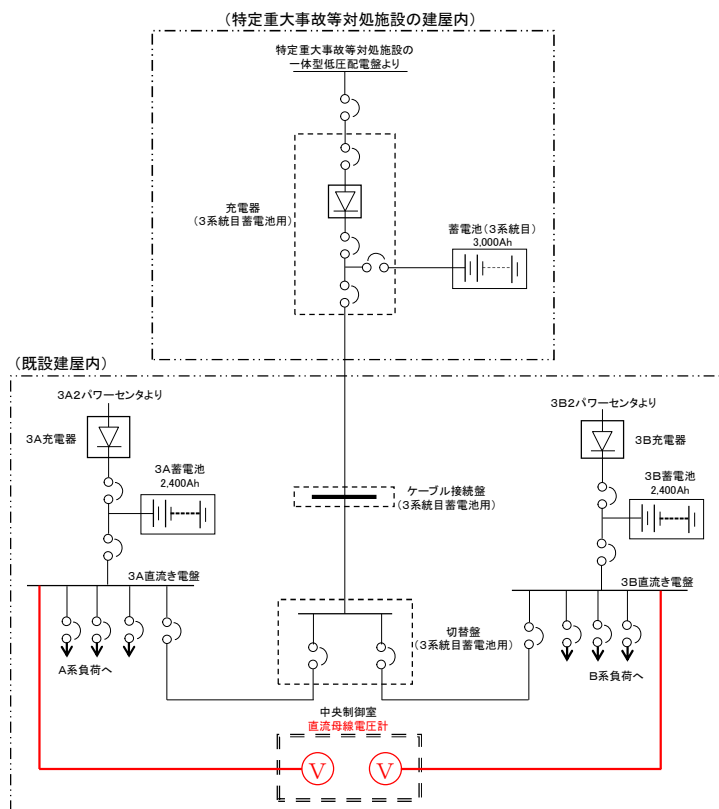 (特定重大事故等対処施設の建屋内)
特定重大事故等対処施設の
一体型低圧配電盤より
充電器
(3系統目蓄電池用)
蓄電池(3系統目)
3,000Ah
(既設建屋内)
3A2パワーセンタより
3A充電器
3A蓄電池
2,400Ah
3B2パワーセンタより
3B充電器
3B蓄電池
2,400Ah
ケーブル接続盤
(3系統目蓄電池用)
3A直流き電盤
3B直流き電盤
切替盤
(3系統目蓄電池用)
A系負荷へ
B系負荷へ
中央制御室
直流母線電圧計
V
V